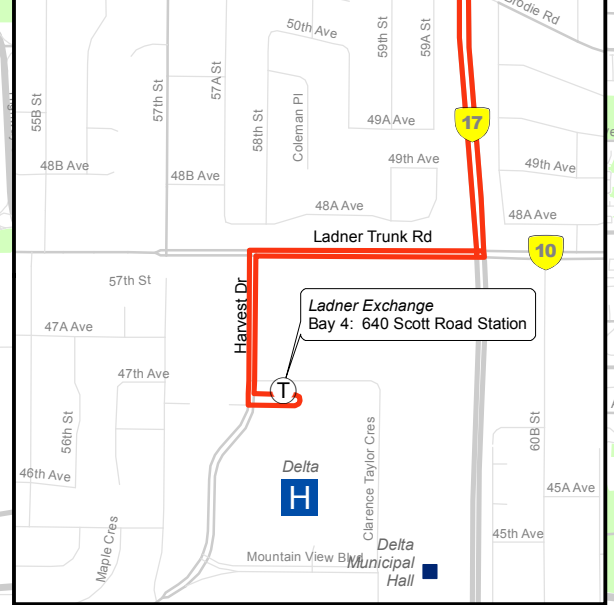 Brodie Rd
50th Ave
59th St
59A St
55B St
57th St
57A St
58th St
Coleman Pl
49A Ave
17
48B Ave
48B Ave
49th Ave
49th Ave
48A Ave
48A Ave
Ladner Trunk Rd
10
57th St
Harvest Dr
Ladner Exchange
Bay 4: 640 Scott Road Station
47A Ave
47th Ave
T
56th St
Clarence Taylor Cres
60B St
46th Ave
Delta
H
45A Ave
45th Ave
Maple Cres
Mountain View Blvd
Delta
Municipal
Hall